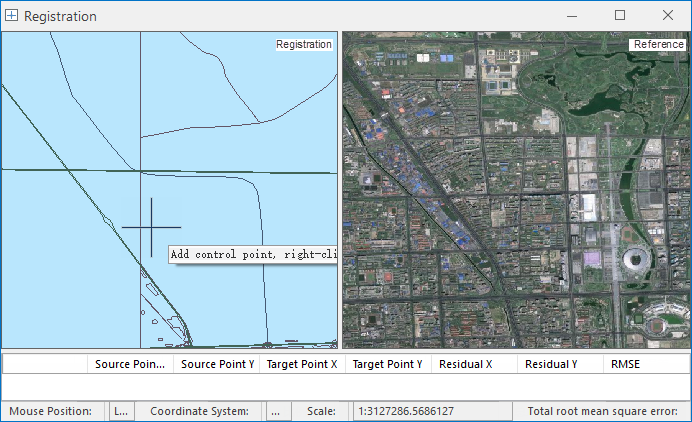 Registration
Registration
Reference
Add control point, right-cli
Source Poin... Source Point Y Target Point X Target Point Y Residual X Residual Y RMSE
Mouse Position: L... Coordinate System: ... Scale: 1:3127286.5686127 Total root mean square error: